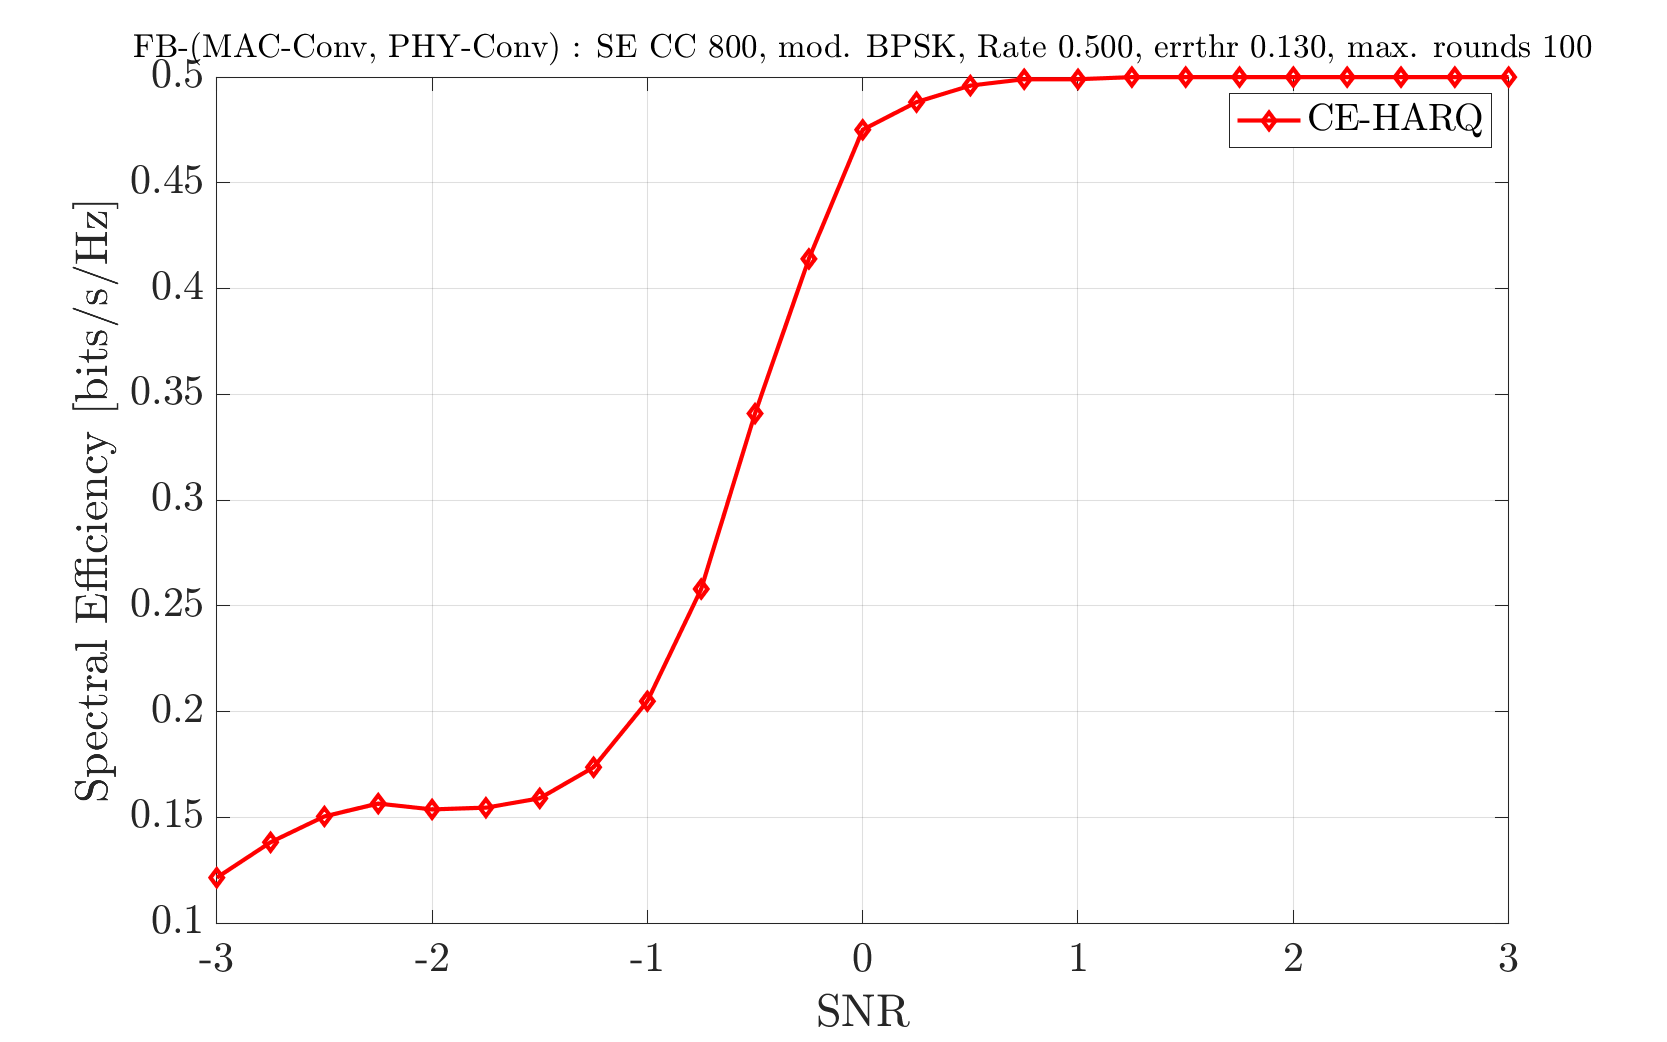 FB-(MAC-Conv, PHY-Conv) : SE CC 800, mod. BPSK, Rate 0.500, errthr 0.130, max. rounds 100
0.5
CE-HARQ
0.45
0.4
0.35
0.3
0.25
0.2
0.15
0.1
Spectral Efficiency [bits/s/Hz]
-3 -2 -1 0 1 2 3
SNR